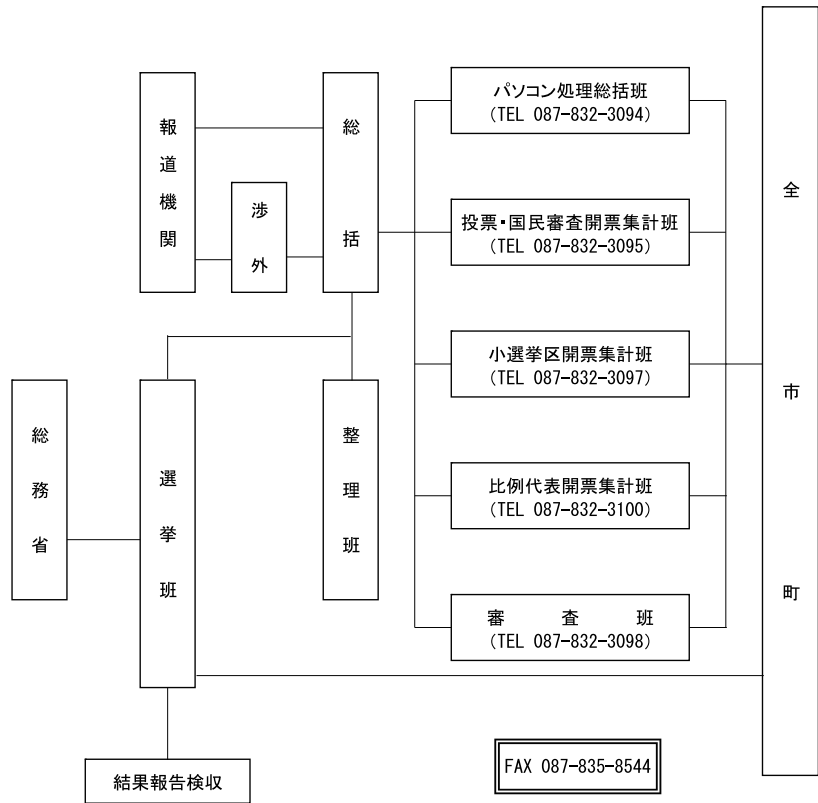 報道機関
渉外
総括
パソコン処理総括班
(TEL 087-832-3094)
投票・国民審査開票集計班
(TEL 087-832-3095)
小選挙区開票集計班
(TEL 087-832-3097)
比例代表開票集計班
(TEL 087-832-3100)
審査班
(TEL 087-832-3098)
全市町
総務省
選挙班
整理班
結果報告検収
FAX 087-835-8544